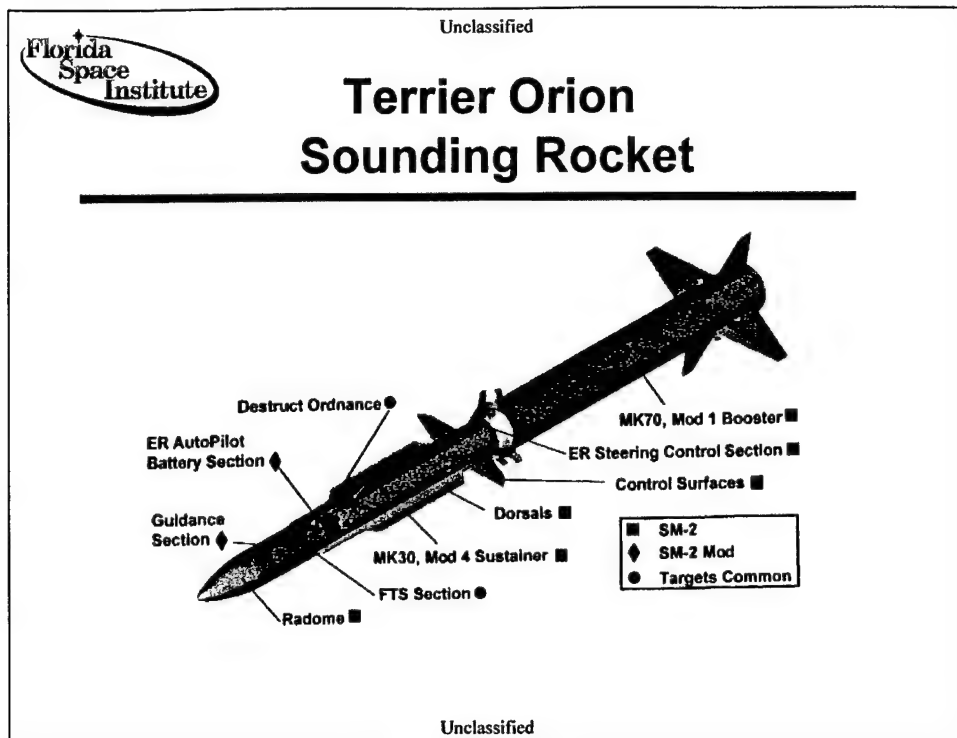 Unclassified
Florida
Space
Institute
Terrier Orion
Sounding Rocket
Destruct Ordnance
MK70, Mod 1 Booster
ER AutoPilot
Battery Section
ER Steering Control Section
Control Surfaces
Guidance
Section
Dorsals
MK30, Mod 4 Sustainer
SM-2
SM-2 Mod
Targets Common
FTS Section
Radome
Unclassified